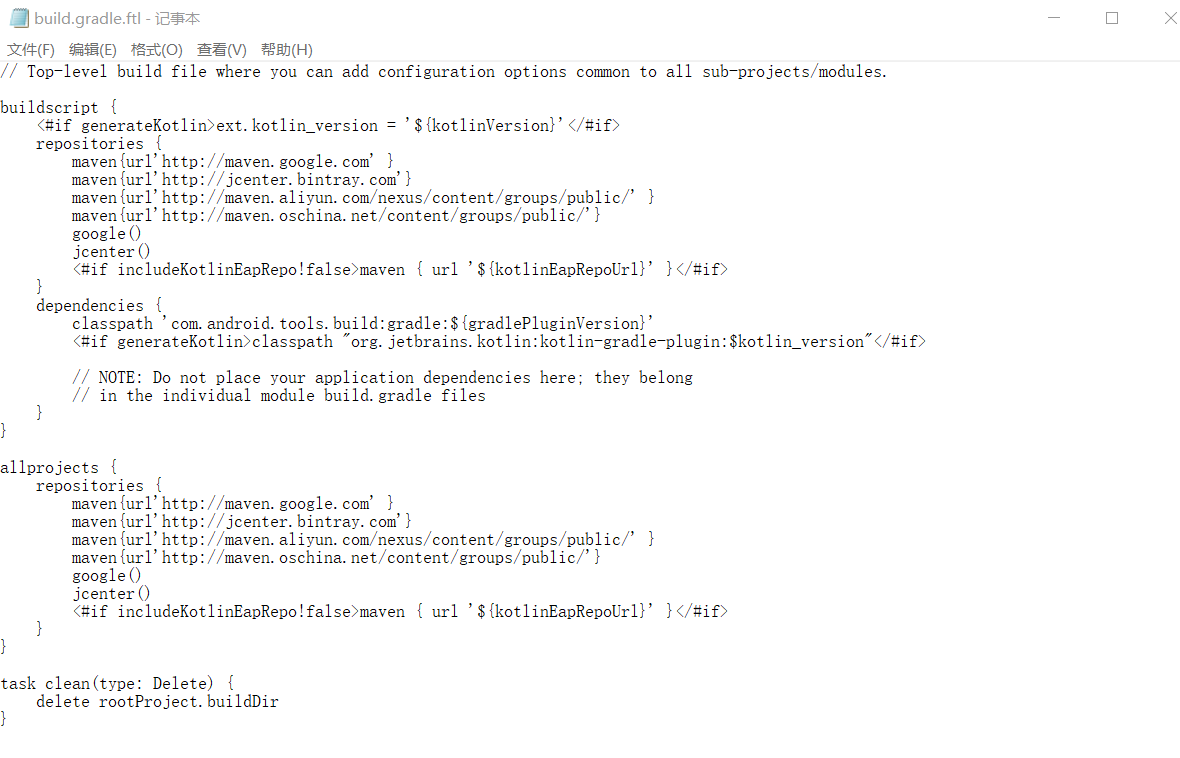 build.gradle.ftl - 记事本
文件(F) 编辑(E) 格式(O) 查看(V) 帮助(H)
// Top-level build file where you can add configuration options common to all sub-projects/modules.

buildscript {
    <#if generateKotlin>ext.kotlin_version = '${kotlinVersion}'</#if>
    repositories {
        maven{url'http://maven.google.com' }
        maven{url'http://jcenter.bintray.com'}
        maven{url'http://maven.aliyun.com/nexus/content/groups/public/' }
        maven{url'http://maven.oschina.net/content/groups/public/'}
        google()
        jcenter()
        <#if includeKotlinEapRepo!false>maven { url '${kotlinEapRepoUrl}' }</#if>
    }
    dependencies {
        classpath 'com.android.tools.build:gradle:${gradlePluginVersion}'
        <#if generateKotlin>classpath "org.jetbrains.kotlin:kotlin-gradle-plugin:$kotlin_version"</#if>

        // NOTE: Do not place your application dependencies here; they belong
        // in the individual module build.gradle files
    }
}

allprojects {
    repositories {
        maven{url'http://maven.google.com' }
        maven{url'http://jcenter.bintray.com'}
        maven{url'http://maven.aliyun.com/nexus/content/groups/public/' }
        maven{url'http://maven.oschina.net/content/groups/public/'}
        google()
        jcenter()
        <#if includeKotlinEapRepo!false>maven { url '${kotlinEapRepoUrl}' }</#if>
    }
}

task clean(type: Delete) {
    delete rootProject.buildDir
}